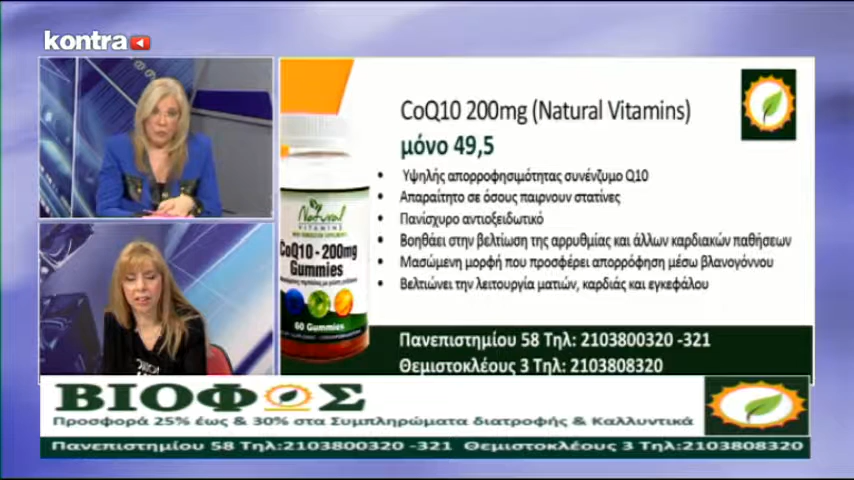 kontra
CoQ10 200mg (Natural Vitamins)
μόνο 49,5
• Υψηλής απορροφησιμότητας συνένζυμο Q10
• Απαραίτητο σε όσους παιρνουν στατίνες
• Πανίσχυρο αντιοξειδωτικό
• Βοηθάει στην βελτίωση της αρρυθμίας και άλλων καρδιακών παθήσεων
• Μασώμενη μορφή που προσφέρει απορρόφηση μέσω βλανογόννου
• Βελτιώνει την λειτουργία ματιών, καρδιάς και εγκεφάλου
Natural
VITAMINS
CoQ10 - 200mg
Gummies
60 Gummies
Πανεπιστημίου 58 Τηλ: 2103800320 -321
Θεμιστοκλέους 3 Τηλ: 2103808320
ΒΙΟΦΩΣ
Προσφορά 25% έως & 30% στα Συμπληρώματα διατροφής & Καλλυντικά
Πανεπιστημίου 58 Τηλ:2103800320 -321 Θεμιστοκλέους 3 Τηλ:2103808320